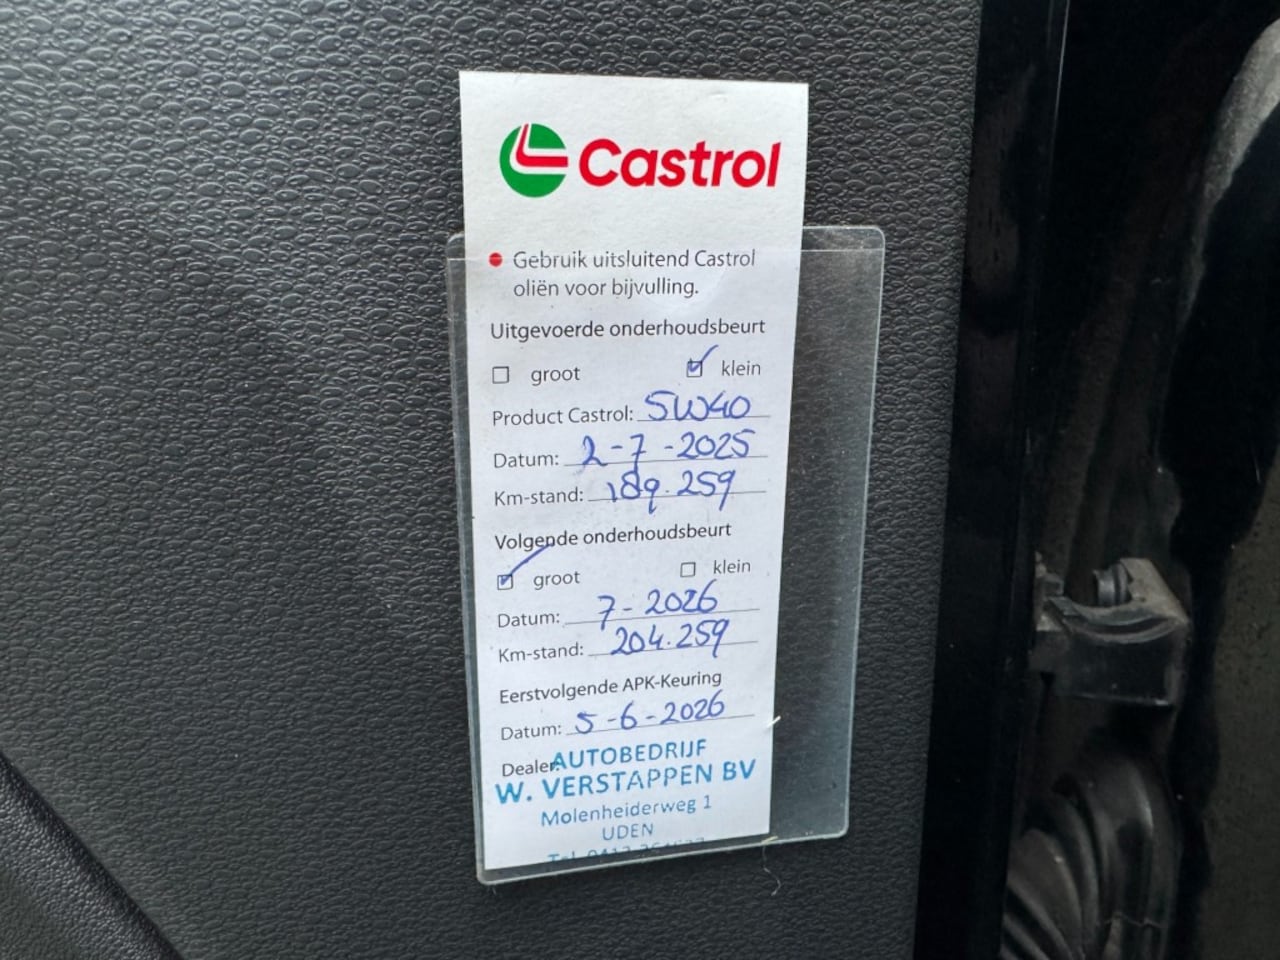 Castrol
Gebruik uitsluitend Castrol
oliën voor bijvulling.
Uitgevoerde onderhoudsbeurt
groot klein
Product Castrol: 5W40
Datum: 2-7-2025
Km-stand: 189.259
Volgende onderhoudsbeurt
groot klein
Datum: 7-2026
Km-stand: 204.259
Eerstvolgende APK-Keuring
Datum: 5-6-2026
Dealer: AUTOBEDRIJF
W. VERSTAPPEN BV
Molenheiderweg 1
UDEN